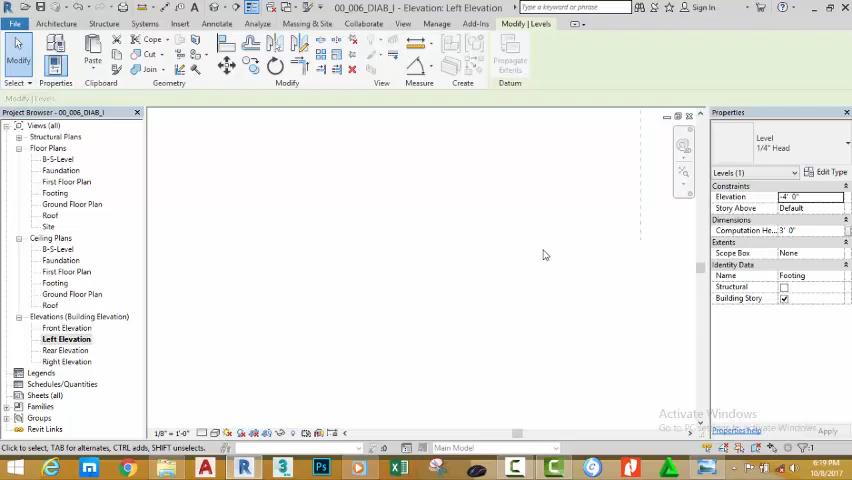 00_006_DIAB_I - Elevation: Left Elevation
Type a keyword or phrase
Sign In
File Architecture Structure Systems Insert Annotate Analyze Massing & Site Collaborate View Manage Add-Ins Modify | Levels
Modify
Properties
Cope
Cut
Join
Propagate
Extents
Select Properties Clipboard Geometry Modify View Measure Create Datum
Modify | Levels
Project Browser - 00_006_DIAB_I
Views (all)
Structural Plans
Floor Plans
B-S-Level
Foundation
First Floor Plan
Footing
Ground Floor Plan
Roof
Site
Ceiling Plans
B-S-Level
Foundation
First Floor Plan
Footing
Ground Floor Plan
Roof
Elevations (Building Elevation)
Front Elevation
Left Elevation
Rear Elevation
Right Elevation
Legends
Schedules/Quantities
Sheets (all)
Families
Groups
Revit Links
Properties
Level
1/4" Head
Levels (1)
Edit Type
Constraints
Elevation -4' 0"
Story Above Default
Dimensions
Computation He... 3' 0"
Extents
Scope Box None
Identity Data
Name Footing
Structural
Building Story
Properties help
Apply
Activate Windows
Go to PC settings to activate Windows.
1/8" = 1'-0"
Click to select, TAB for alternates, CTRL adds, SHIFT unselects.
:0
Main Model
:1
6:19 PM
10/8/2017